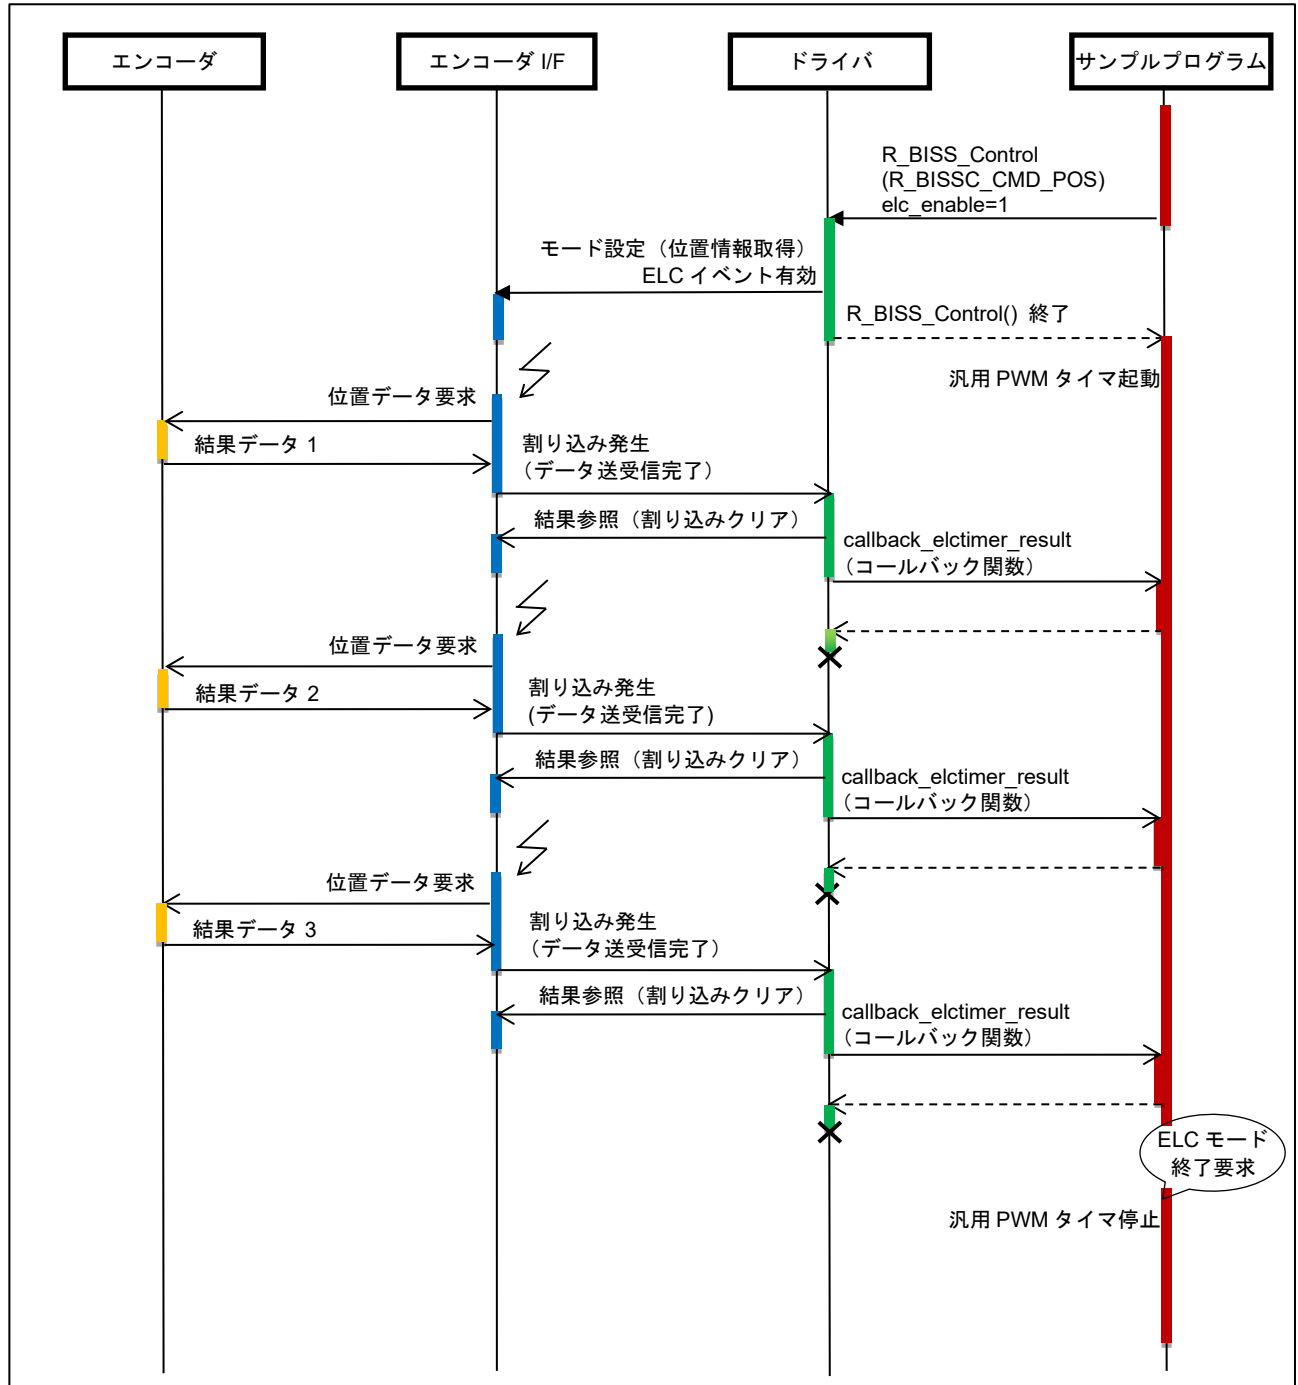 エンコーダ
エンコーダ I/F
ドライバ
サンプルプログラム
R_BISS_Control
(R_BISSC_CMD_POS)
elc_enable=1
モード設定（位置情報取得）
ELC イベント有効
R_BISS_Control() 終了
汎用 PWM タイマ起動
位置データ要求
結果データ 1
割り込み発生
（データ送受信完了）
結果参照（割り込みクリア）
callback_elctimer_result
（コールバック関数）
位置データ要求
結果データ 2
割り込み発生
(データ送受信完了)
結果参照（割り込みクリア）
callback_elctimer_result
（コールバック関数）
位置データ要求
結果データ 3
割り込み発生
（データ送受信完了）
結果参照（割り込みクリア）
callback_elctimer_result
（コールバック関数）
ELC モード
終了要求
汎用 PWM タイマ停止